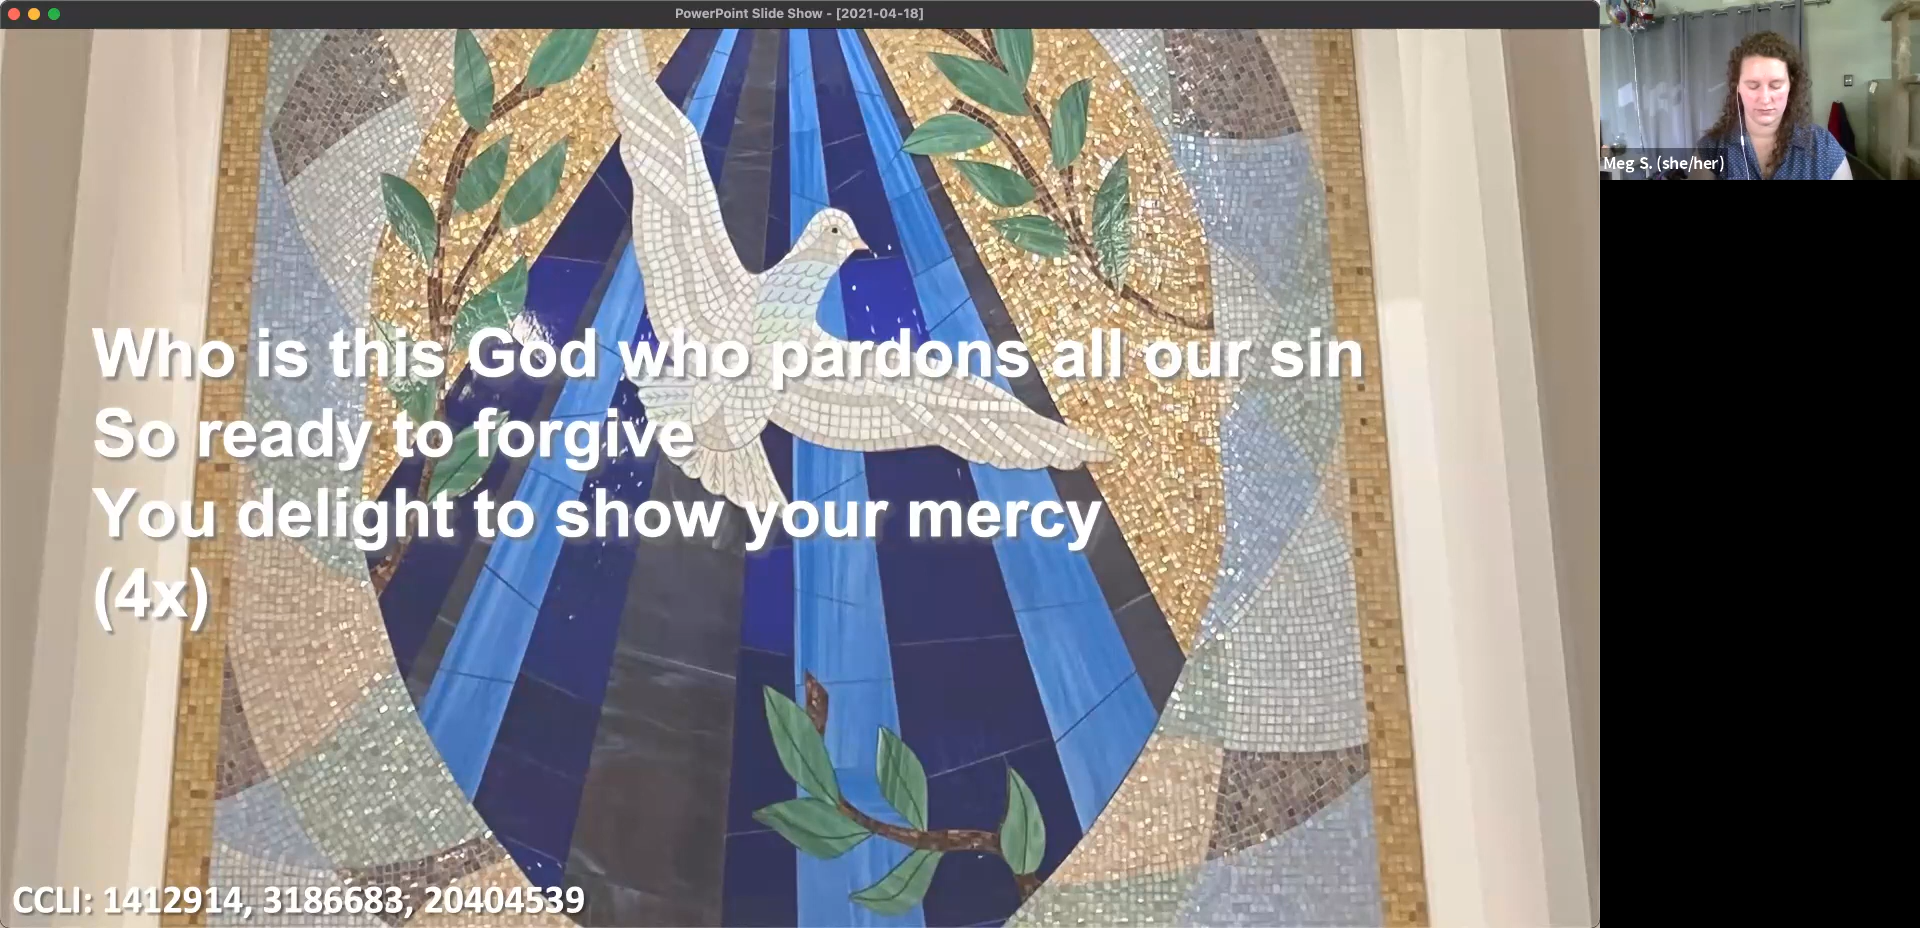 PowerPoint Slide Show - [2021-04-18]
Meg S. (she/her)
Who is this God who pardons all our sin
So ready to forgive
You delight to show your mercy
(4x)
CCLI: 1412914, 3186683, 20404539